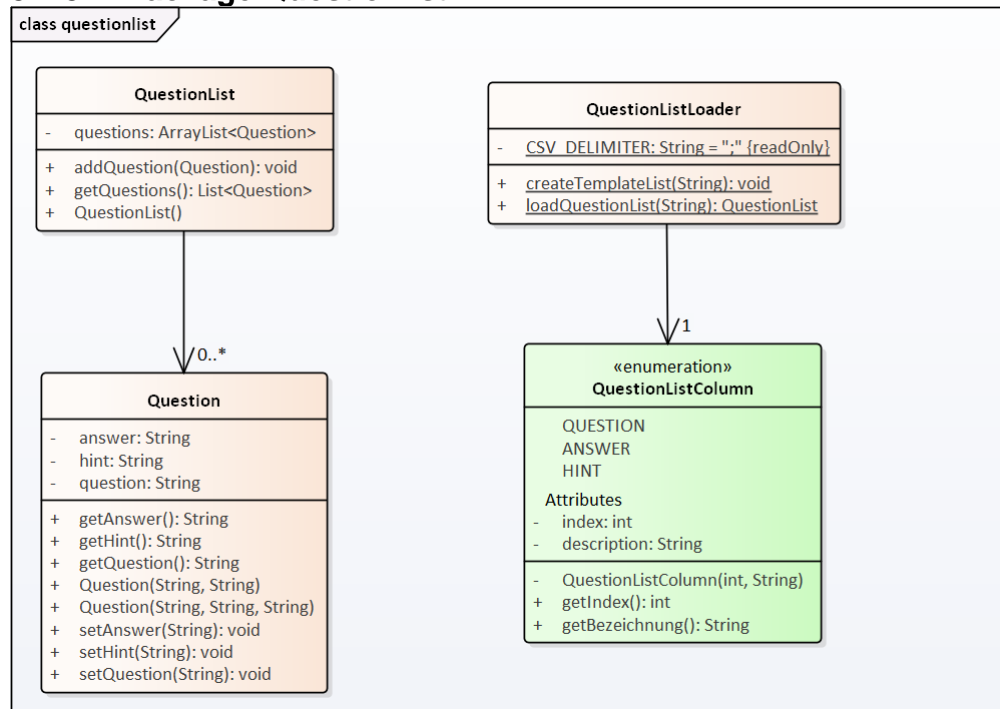 class questionlist
QuestionList
- questions: ArrayList<Question>
+ addQuestion(Question): void
+ getQuestions(): List<Question>
+ QuestionList()
0..*
Question
- answer: String
- hint: String
- question: String
+ getAnswer(): String
+ getHint(): String
+ getQuestion(): String
+ Question(String, String)
+ Question(String, String, String)
+ setAnswer(String): void
+ setHint(String): void
+ setQuestion(String): void
QuestionListLoader
- CSV_DELIMITER: String = ";" {readOnly}
+ createTemplateList(String): void
+ loadQuestionList(String): QuestionList
1
«enumeration»
QuestionListColumn
QUESTION
ANSWER
HINT
Attributes
- index: int
- description: String
- QuestionListColumn(int, String)
+ getIndex(): int
+ getBezeichnung(): String